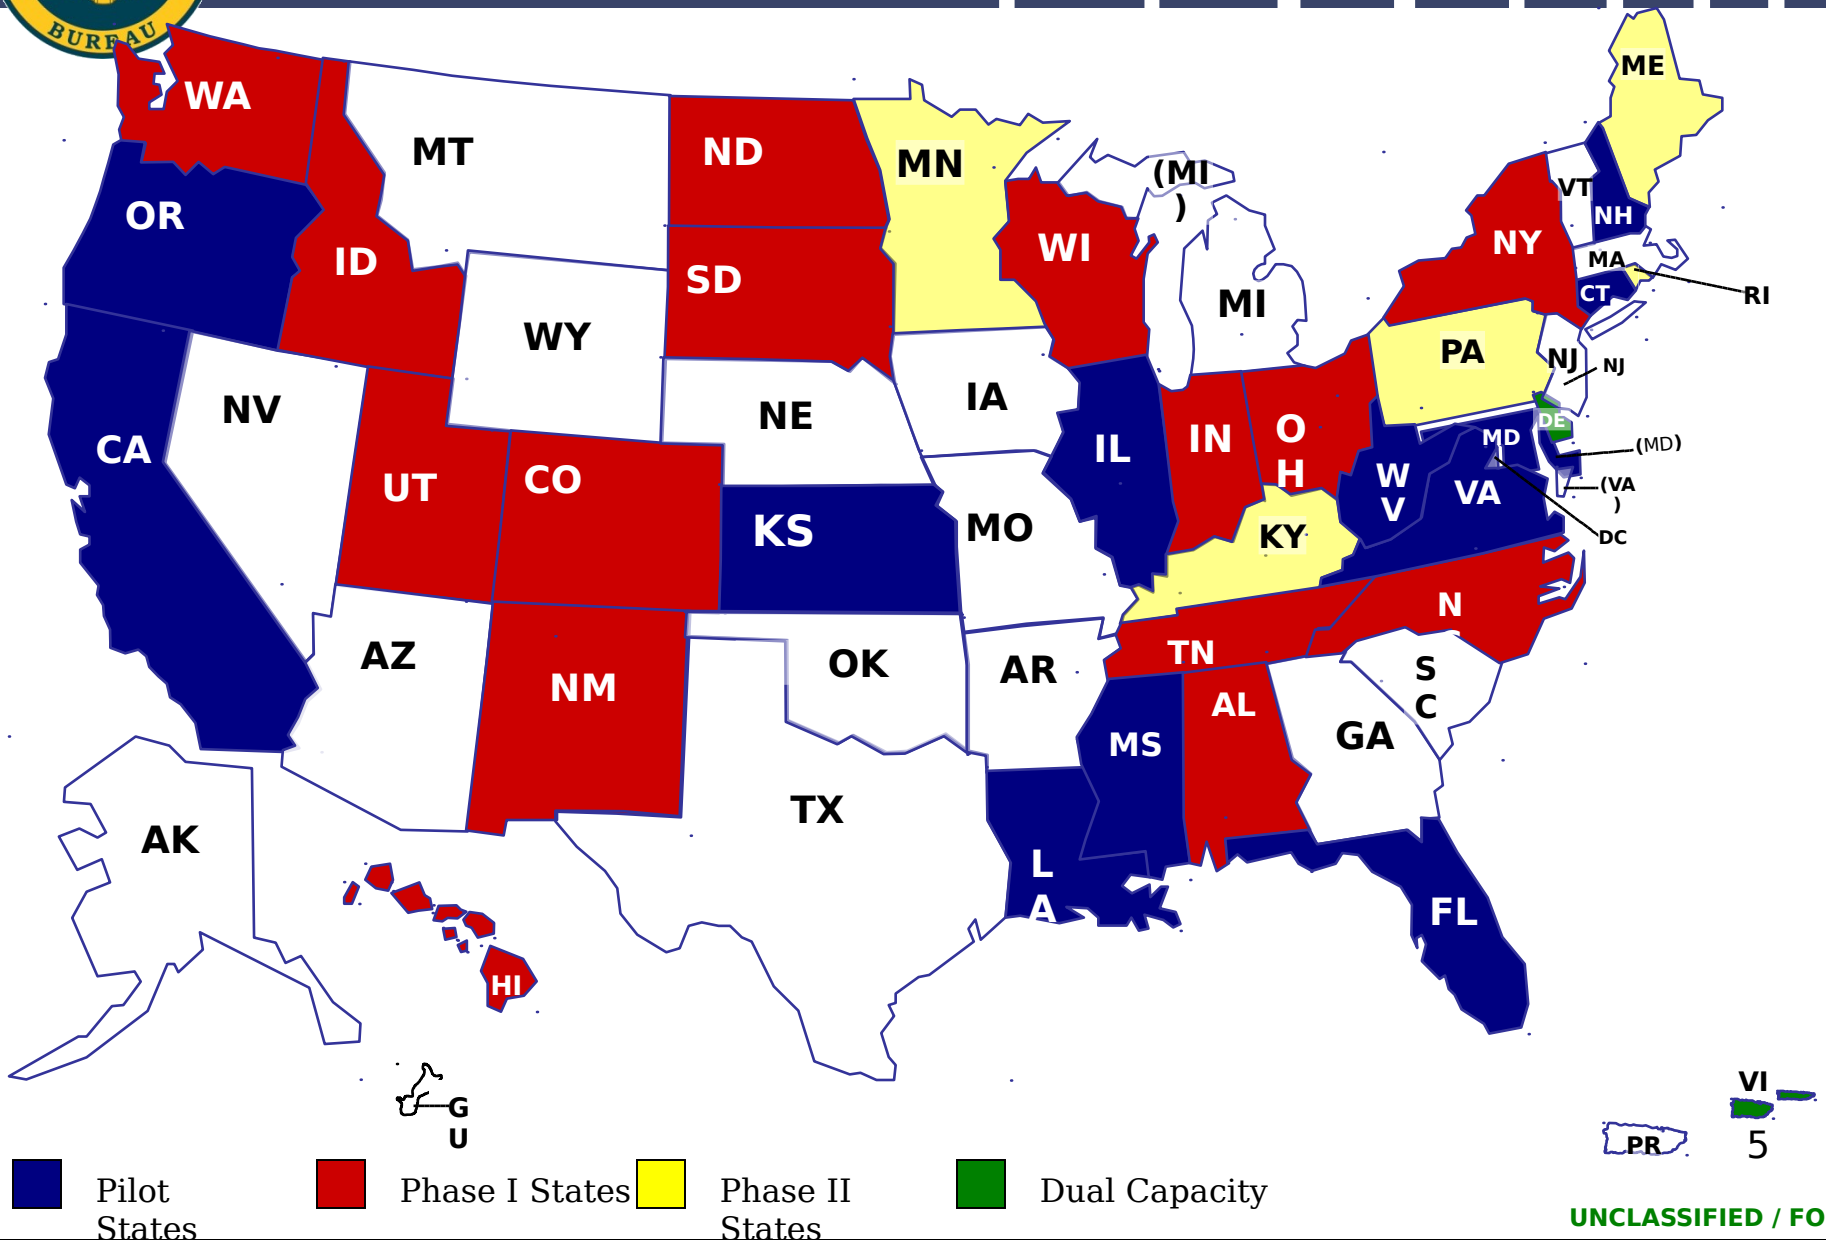 BUREAU
ME
WA
MT
ND
MN
(MI
)
VT
NH
OR
NY
WI
ID
SD
MA
RI
CT
MI
WY
PA
NJ
NJ
IA
NV
NE
DE
MD
(MD)
CA
IL
IN
O
H
W
V
VA
(VA
)
UT
CO
KS
MO
KY
DC
N
AZ
OK
AR
TN
S
C
NM
AL
MS
GA
TX
AK
L
A
FL
HI
G
U
VI
PR
5
Pilot
States
Phase I States
Phase II
States
Dual Capacity
UNCLASSIFIED / FO